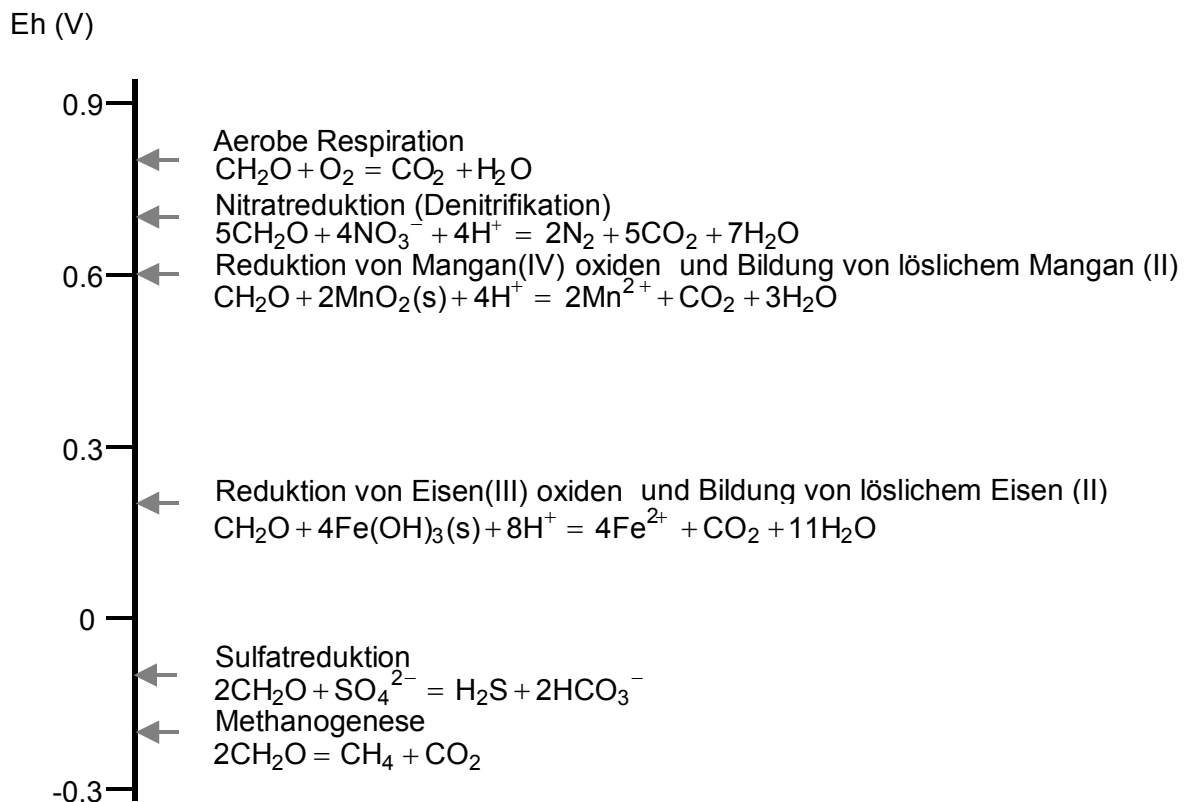 Eh (V)
0.9
Aerobe Respiration
CH₂O + O₂ = CO₂ + H₂O
Nitratreduktion (Denitrifikation)
5CH₂O + 4NO₃⁻ + 4H⁺ = 2N₂ + 5CO₂ + 7H₂O
0.6
Reduktion von Mangan(IV) oxiden und Bildung von löslichem Mangan (II)
CH₂O + 2MnO₂(s) + 4H⁺ = 2Mn²⁺ + CO₂ + 3H₂O
0.3
Reduktion von Eisen(III) oxiden und Bildung von löslichem Eisen (II)
CH₂O + 4Fe(OH)₃(s) + 8H⁺ = 4Fe²⁺ + CO₂ + 11H₂O
0
Sulfatreduktion
2CH₂O + SO₄²⁻ = H₂S + 2HCO₃⁻
Methanogenese
2CH₂O = CH₄ + CO₂
-0.3